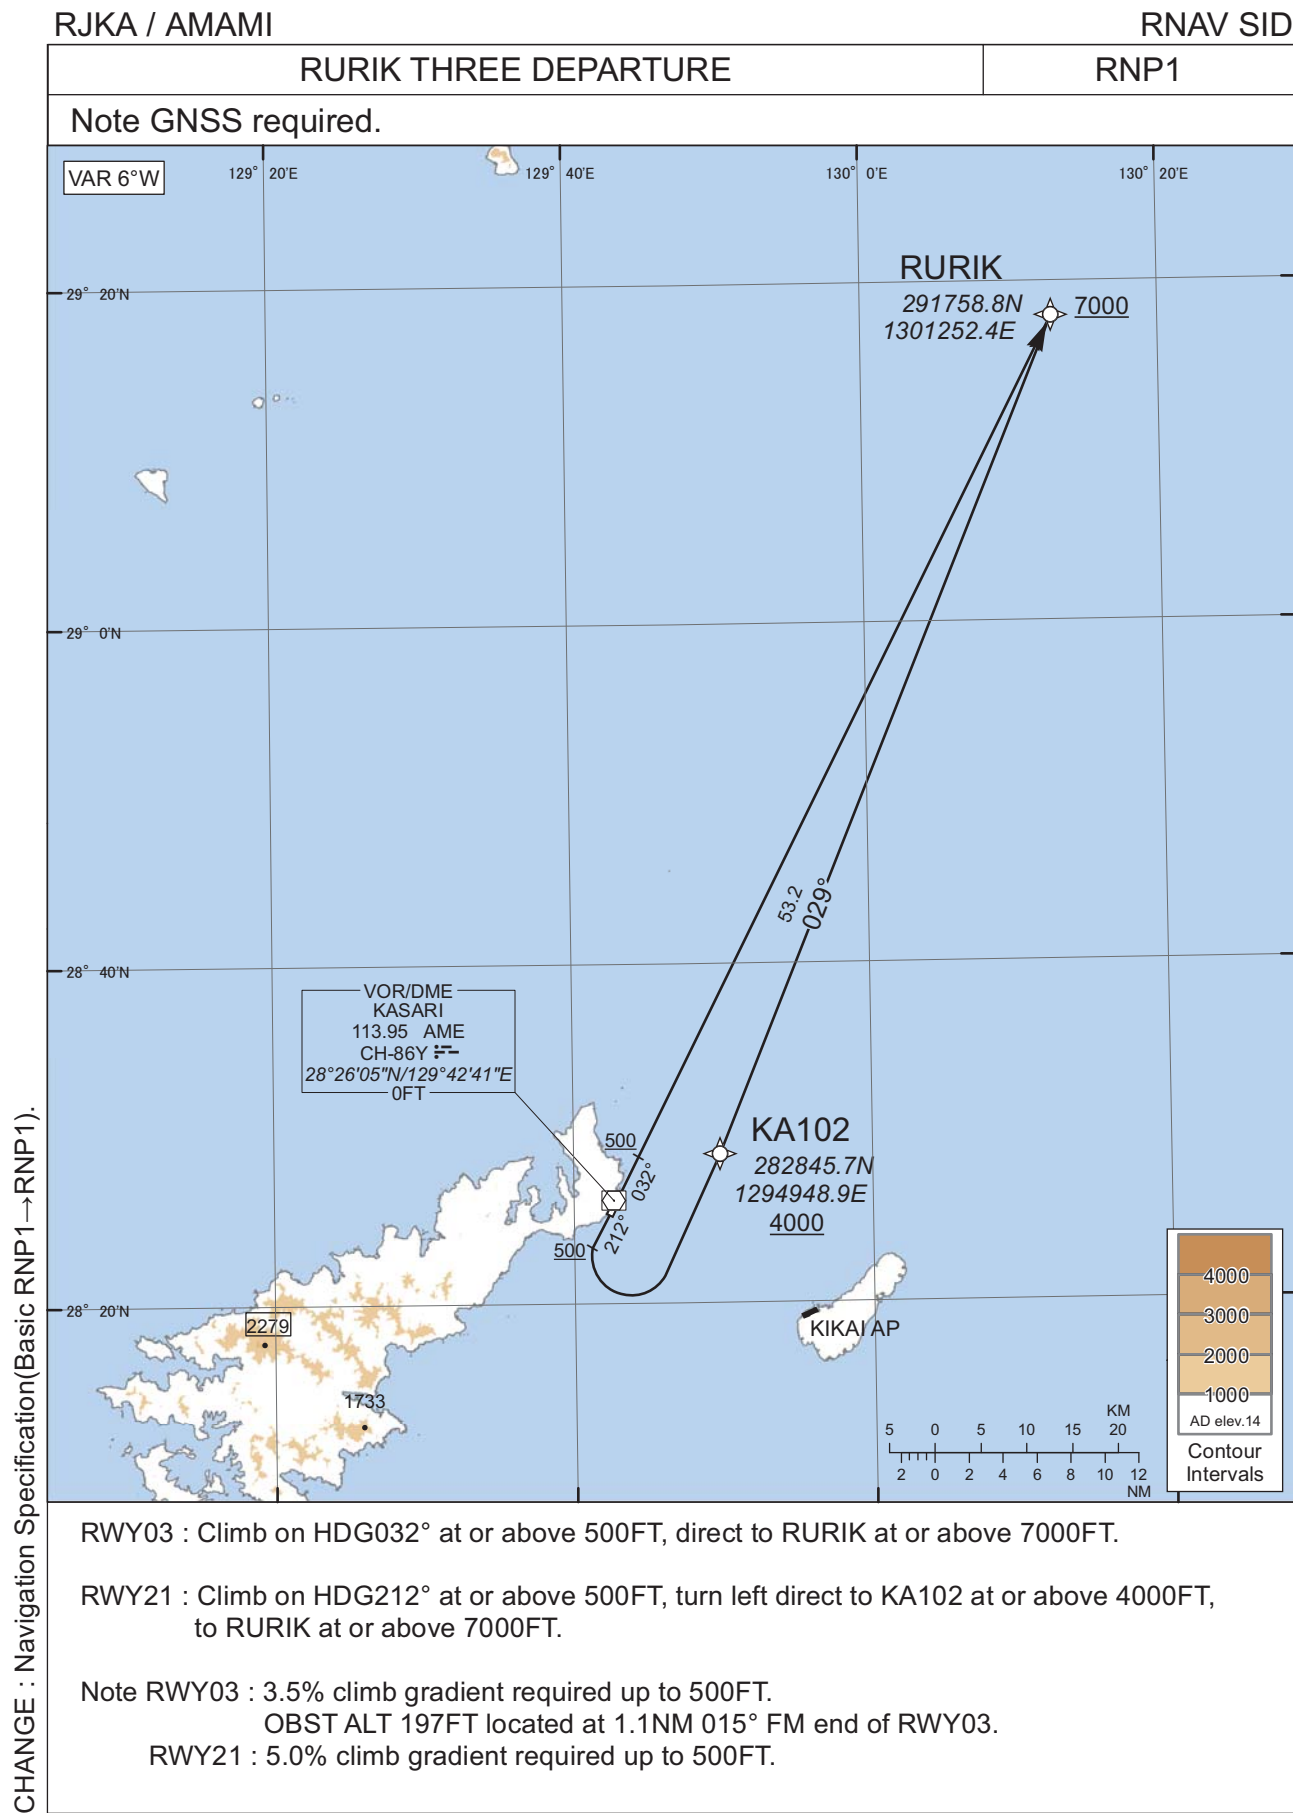 RJKA / AMAMI
RNAV SID
RURIK THREE DEPARTURE
RNP1
Note GNSS required.
VAR 6°W
129° 20'E
129° 40'E
130° 0'E
130° 20'E
RURIK
29° 20'N
291758.8N
7000
1301252.4E
29° 0'N
53.2
029°
28° 40'N
VOR/DME
KASARI
113.95 AME
CH-86Y
28°26'05"N/129°42'41"E
0FT
500
032°
KA102
282845.7N
1294948.9E
4000
212°
500
28° 20'N
2279
KIKAI AP
1733
4000
3000
2000
1000
AD elev.14
Contour
Intervals
KM
5 0 5 10 15 20
2 0 2 4 6 8 10 12
NM
RWY03 : Climb on HDG032° at or above 500FT, direct to RURIK at or above 7000FT.
RWY21 : Climb on HDG212° at or above 500FT, turn left direct to KA102 at or above 4000FT,
to RURIK at or above 7000FT.
Note RWY03 : 3.5% climb gradient required up to 500FT.
OBST ALT 197FT located at 1.1NM 015° FM end of RWY03.
RWY21 : 5.0% climb gradient required up to 500FT.
CHANGE : Navigation Specification(Basic RNP1→RNP1).